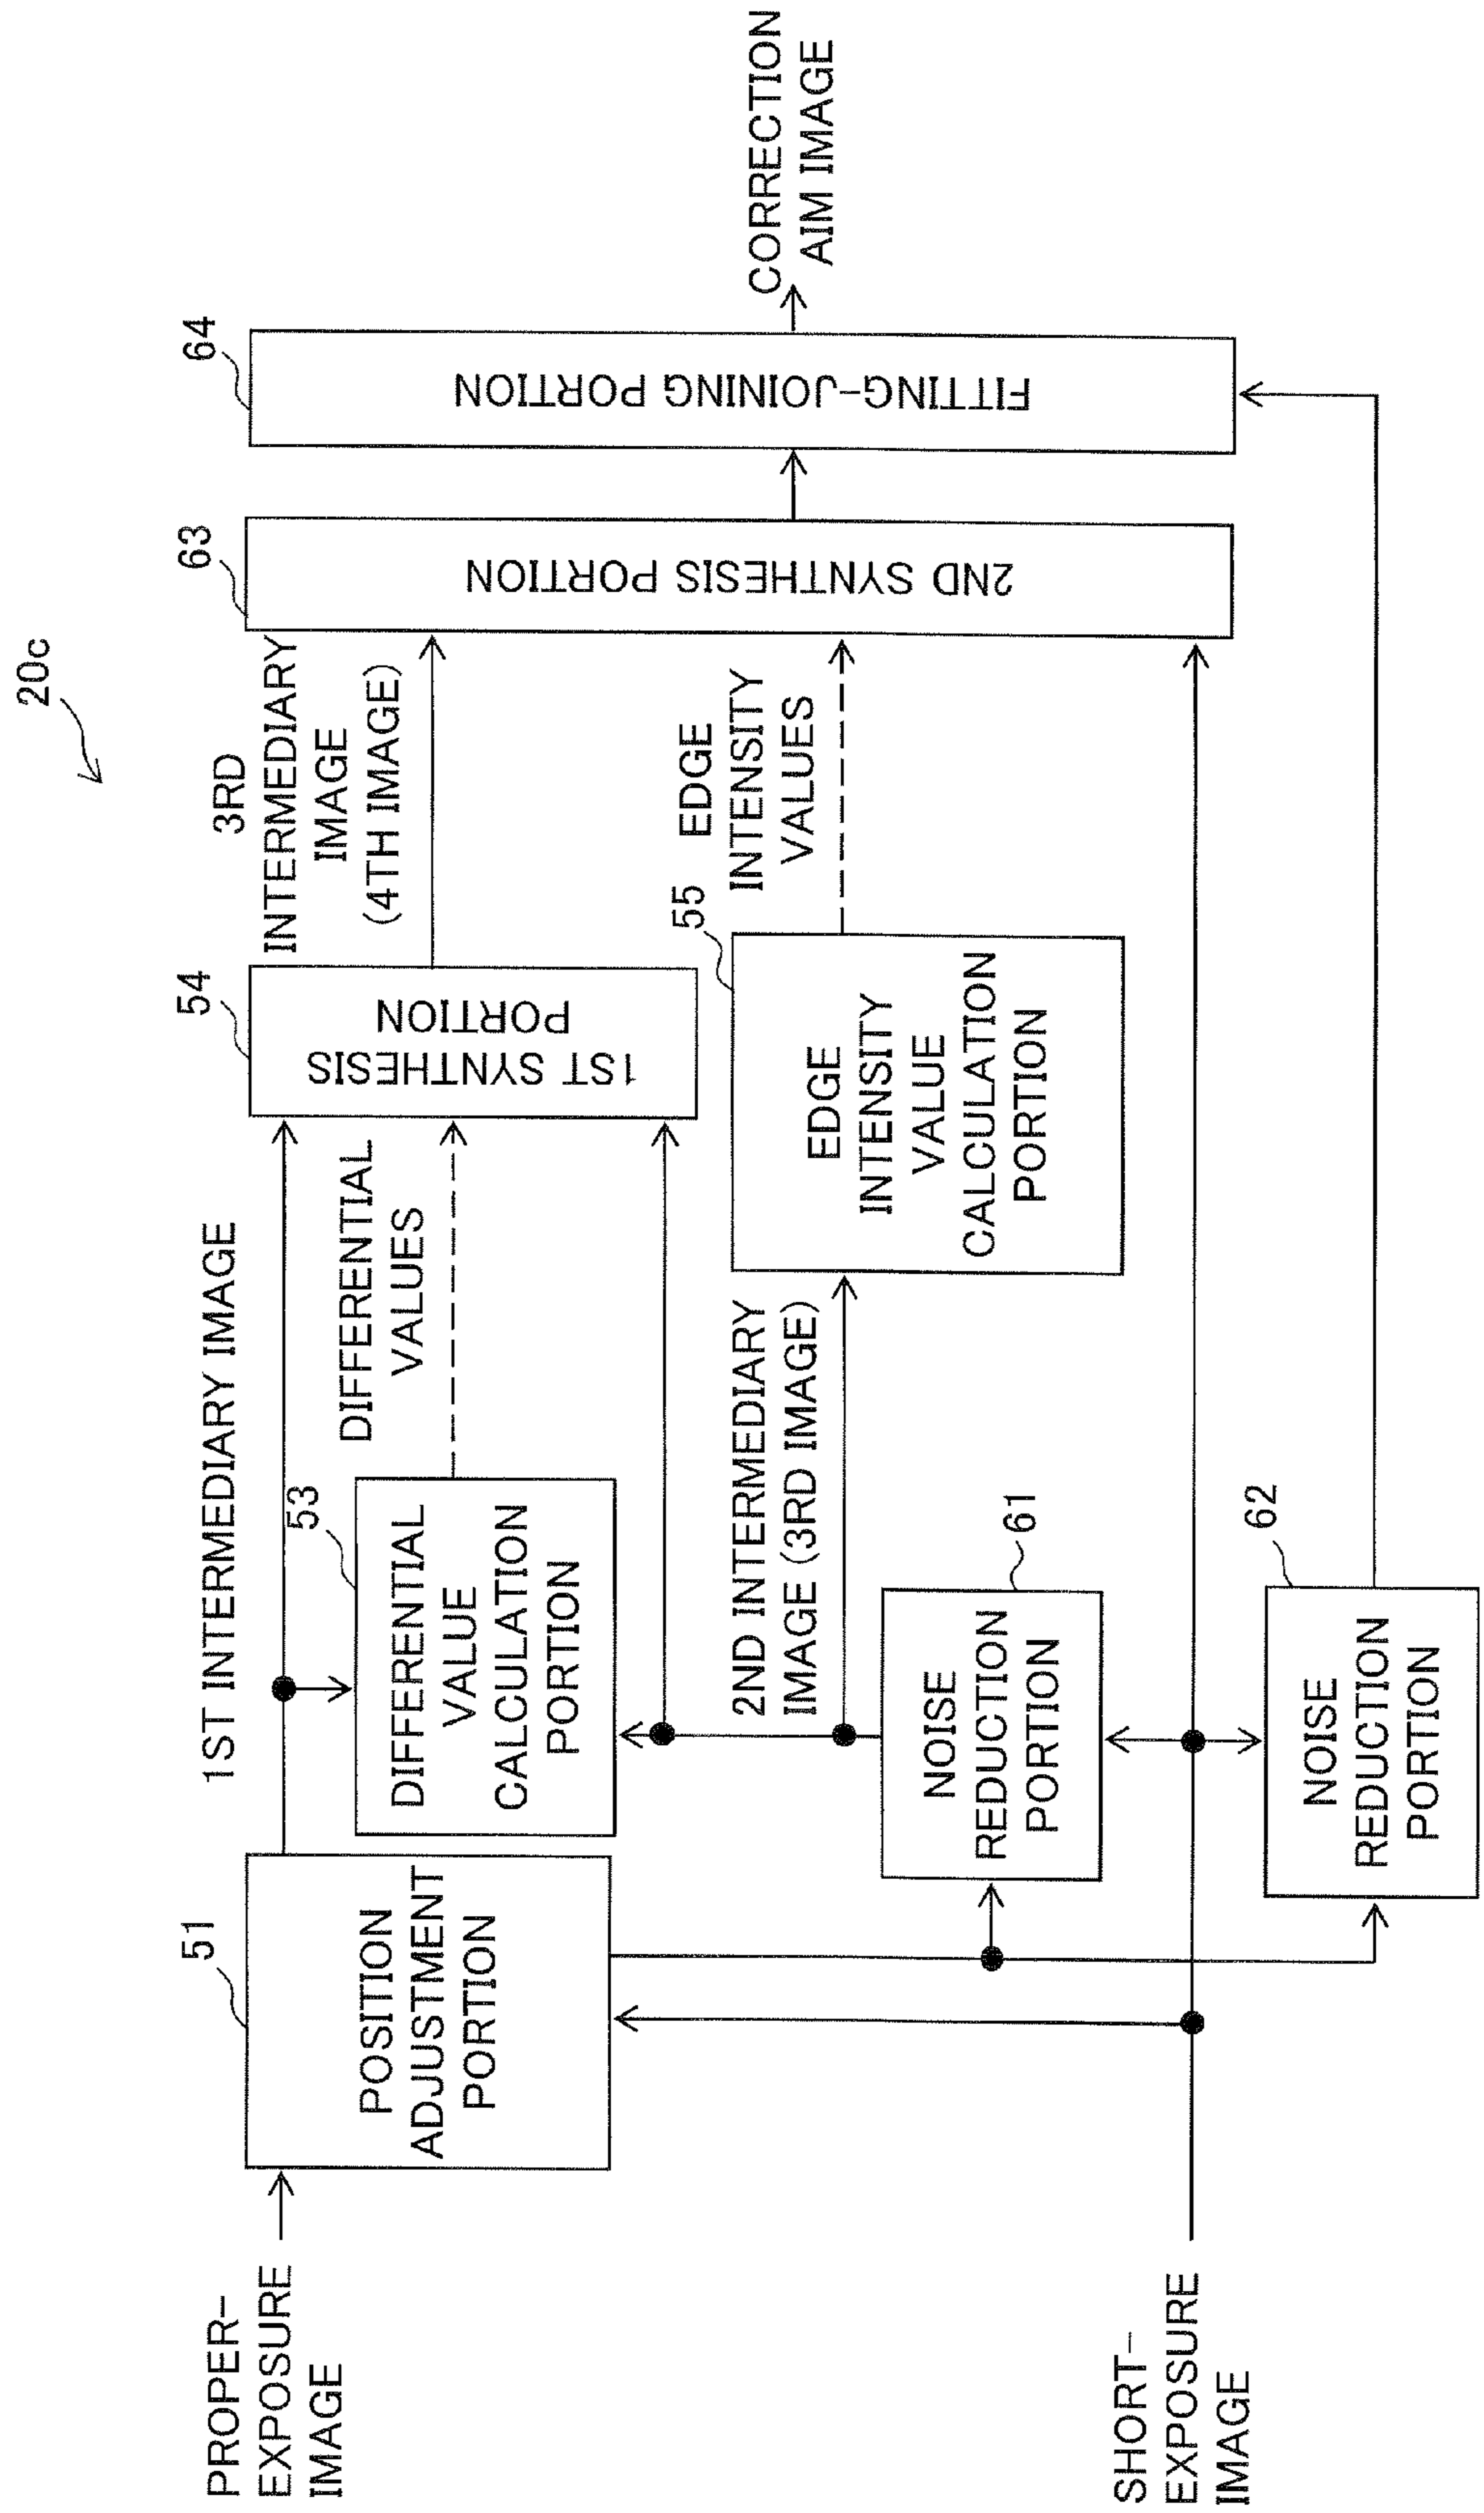 20c
PROPER-
EXPOSURE
IMAGE
51
POSITION
ADJUSTMENT
PORTION
1ST INTERMEDIARY IMAGE
53
DIFFERENTIAL
VALUE
CALCULATION
PORTION
DIFFERENTIAL
VALUES
54
1ST SYNTHESIS
PORTION
3RD
INTERMEDIARY
IMAGE
(4TH IMAGE)
2ND INTERMEDIARY
IMAGE (3RD IMAGE)
55
EDGE
INTENSITY
VALUE
CALCULATION
PORTION
EDGE
INTENSITY
VALUES
63
2ND SYNTHESIS PORTION
64
FITTING-JOINING PORTION
CORRECTION
AIM IMAGE
61
NOISE
REDUCTION
PORTION
62
NOISE
REDUCTION
PORTION
SHORT-
EXPOSURE
IMAGE